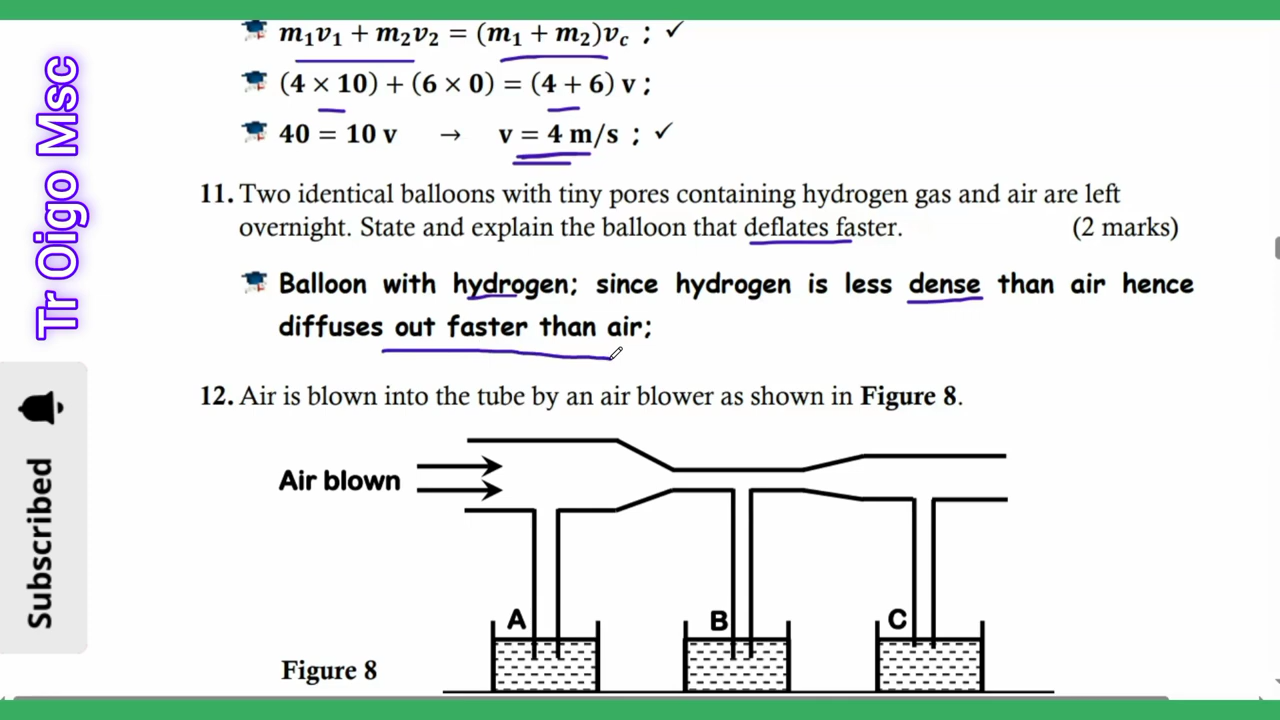 m₁v₁ + m₂v₂ = (m₁ + m₂)v꜀ ; ✓
(4 × 10) + (6 × 0) = (4 + 6) v ;
40 = 10 v → v = 4 m/s ; ✓
11. Two identical balloons with tiny pores containing hydrogen gas and air are left
overnight. State and explain the balloon that deflates faster. (2 marks)
Balloon with hydrogen; since hydrogen is less dense than air hence
diffuses out faster than air;
12. Air is blown into the tube by an air blower as shown in Figure 8.
Air blown
A B C
Figure 8
Tr Oigo Msc
Subscribed